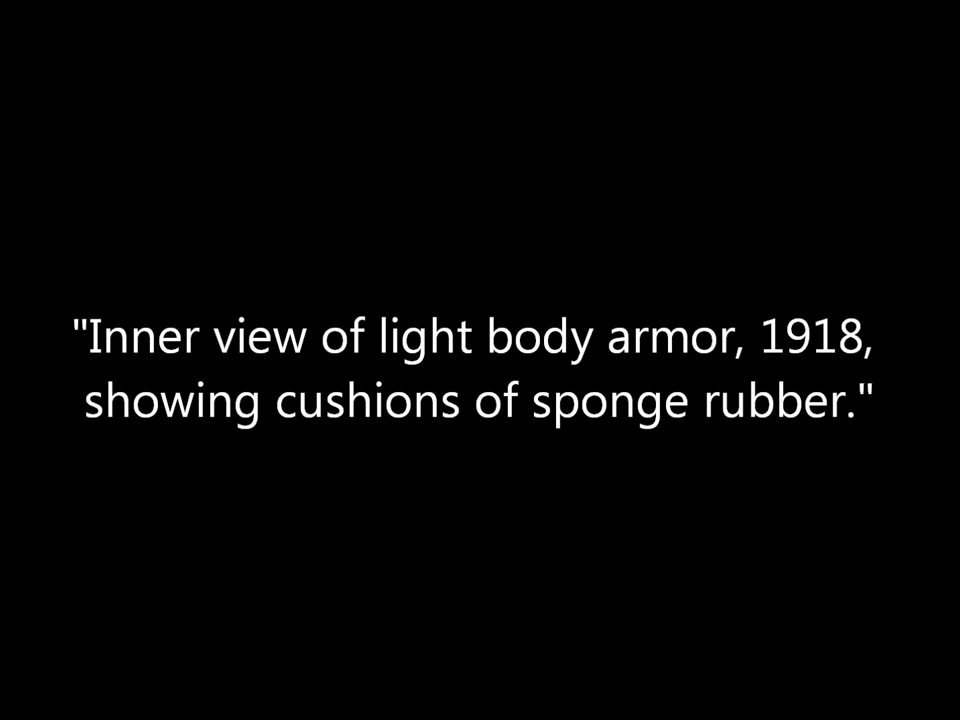 "Inner view of light body armor, 1918,
showing cushions of sponge rubber."